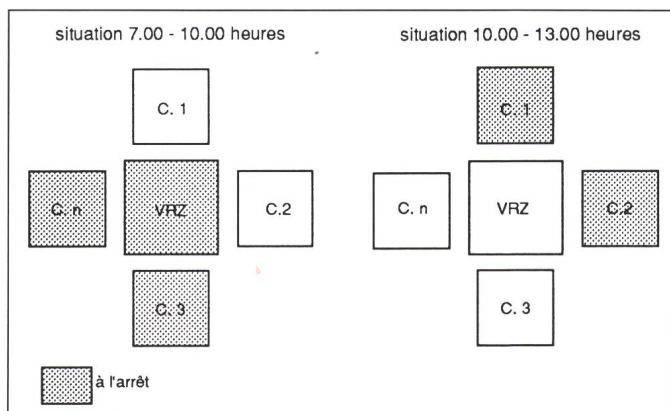 situation 7.00 - 10.00 heures
C. 1
C. n
VRZ
C.2
C. 3
situation 10.00 - 13.00 heures
C. 1
C. n
VRZ
C.2
C. 3
à l'arrêt